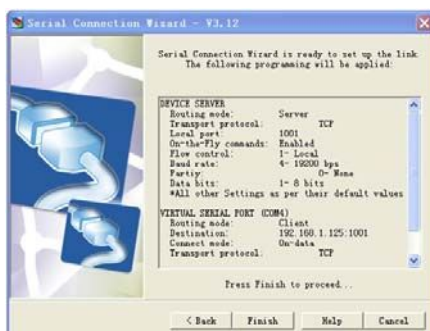 Serial Connection Wizard - V3.12
Serial Connection Wizard is ready to set up the link
The following programming will be applied:
DEVICE SERVER
Routing mode: Server
Transport protocol: TCP
Local port: 1001
On-the-Fly commands: Enabled
Flow control: 1- Local
Baud rate: 4- 19200 bps
Partiy: 0- None
Data bits: 1- 8 bits
*All other Settings as per their default values
VIRTUAL SERIAL PORT (COM4)
Routing mode: Client
Destination: 192.168.1.125:1001
Connect mode: On-data
Transport protocol: TCP
Press Finish to proceed...
< Back Finish Help Cancel